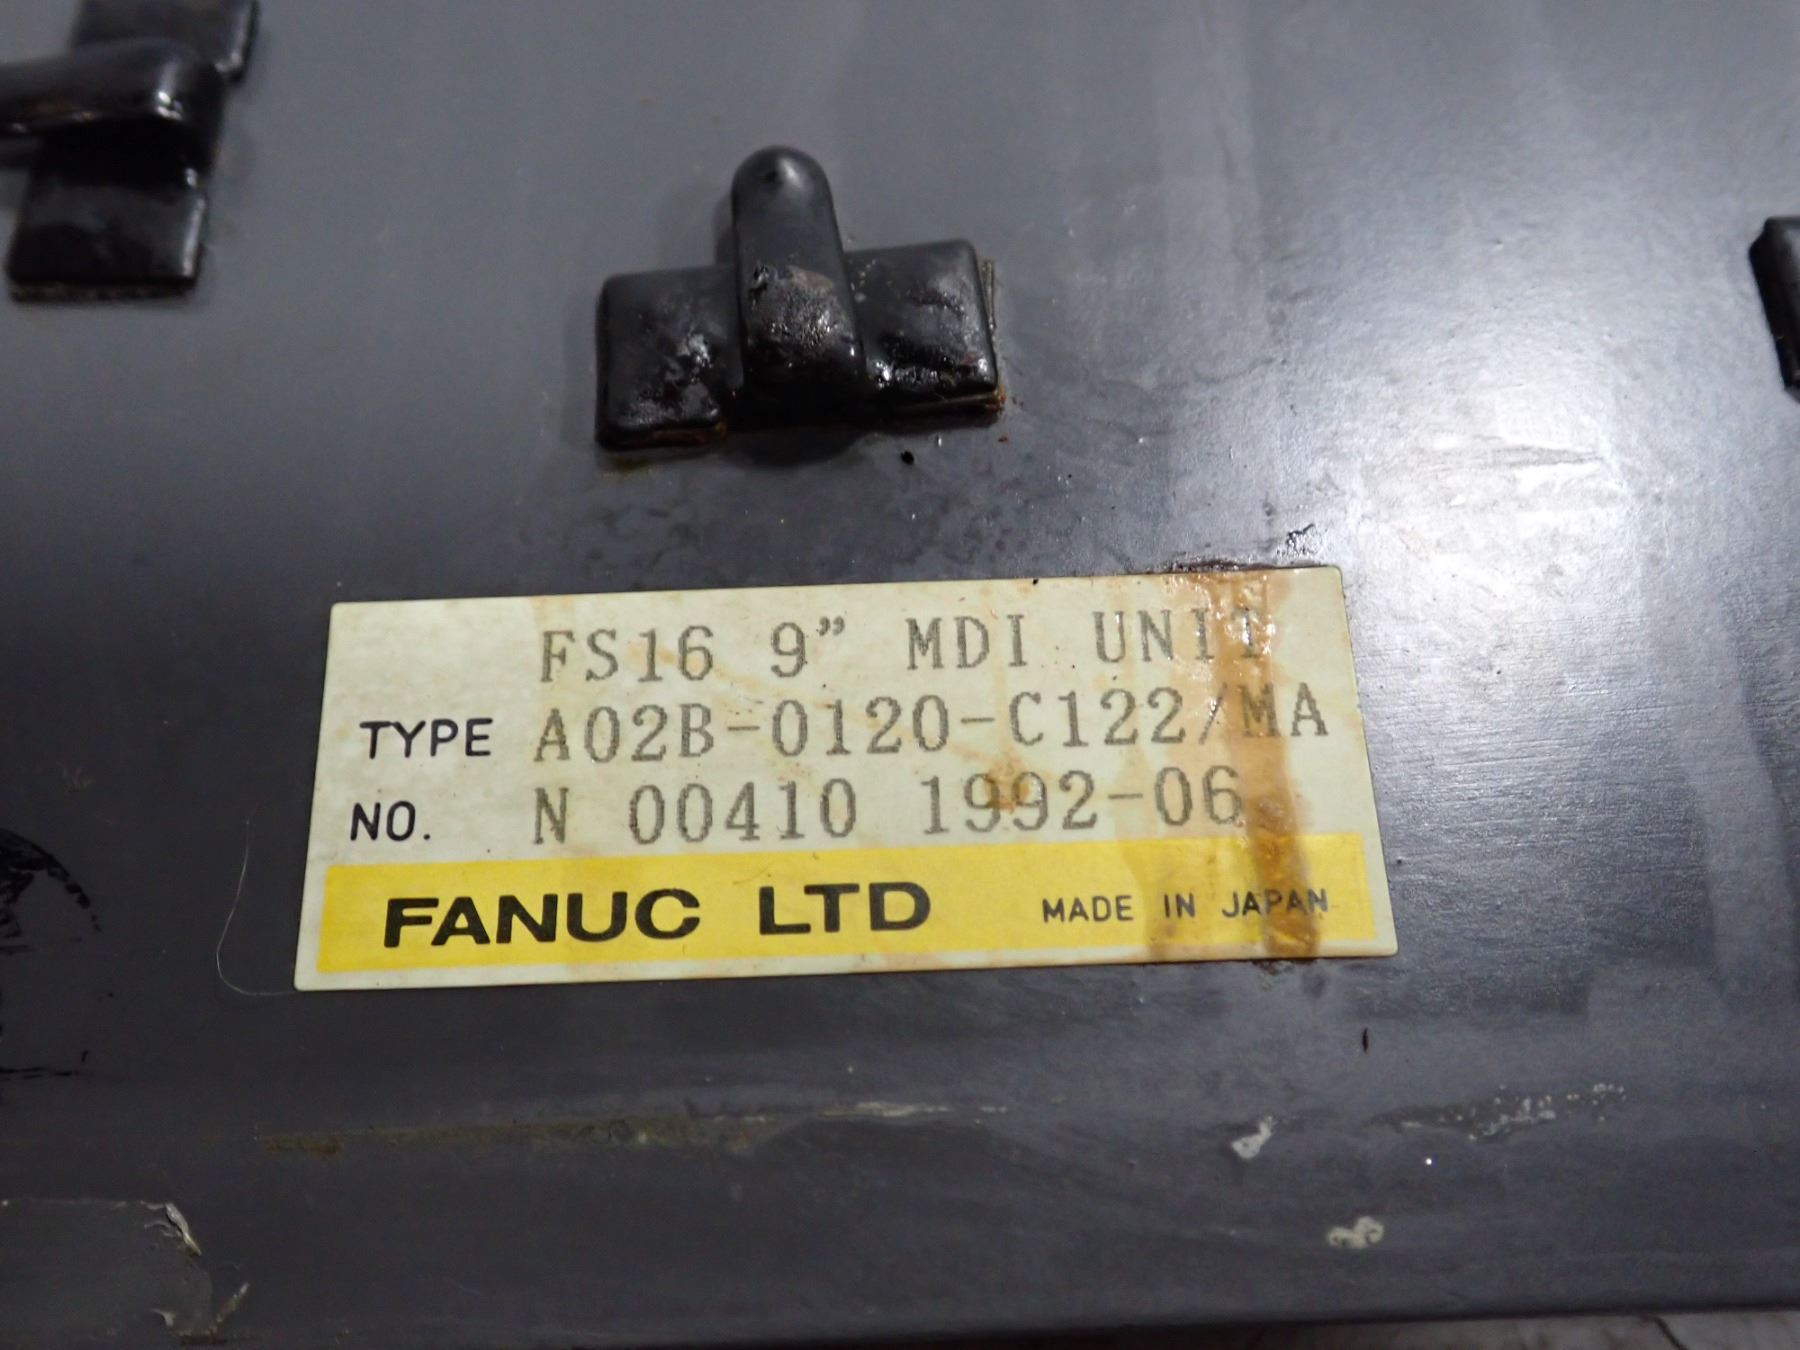 FS16 9" MDI UNIT
TYPE A02B-0120-C122/MA
NO. N 00410 1992-06
FANUC LTD MADE IN JAPAN